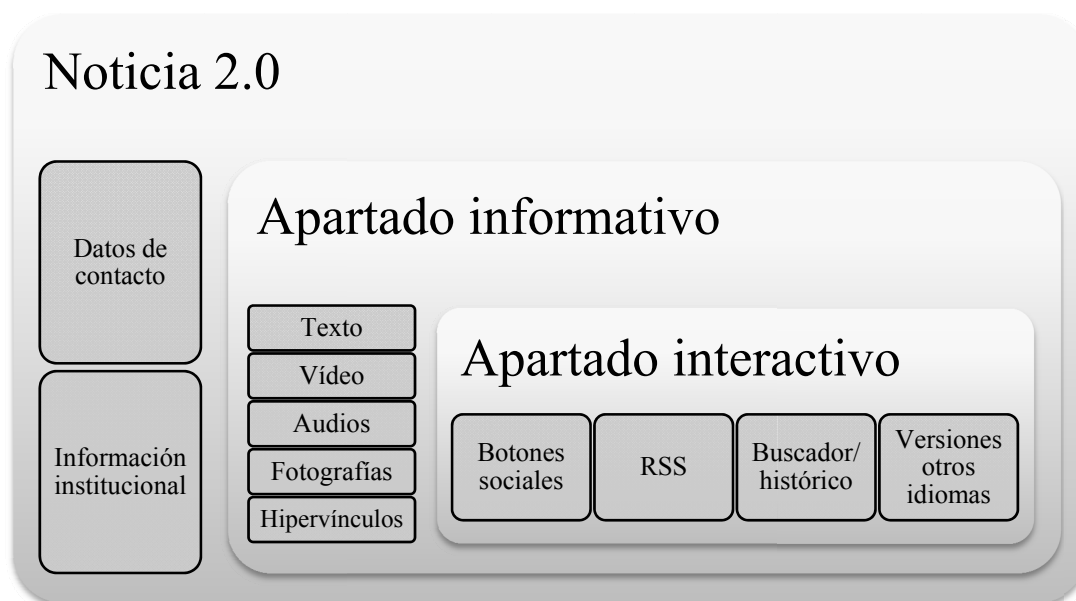 Noticia 2.0
Datos de
contacto
Información
institucional
Apartado informativo
Texto
Vídeo
Audios
Fotografías
Hipervínculos
Apartado interactivo
Botones
sociales
RSS
Buscador/
histórico
Versiones
otros
idiomas